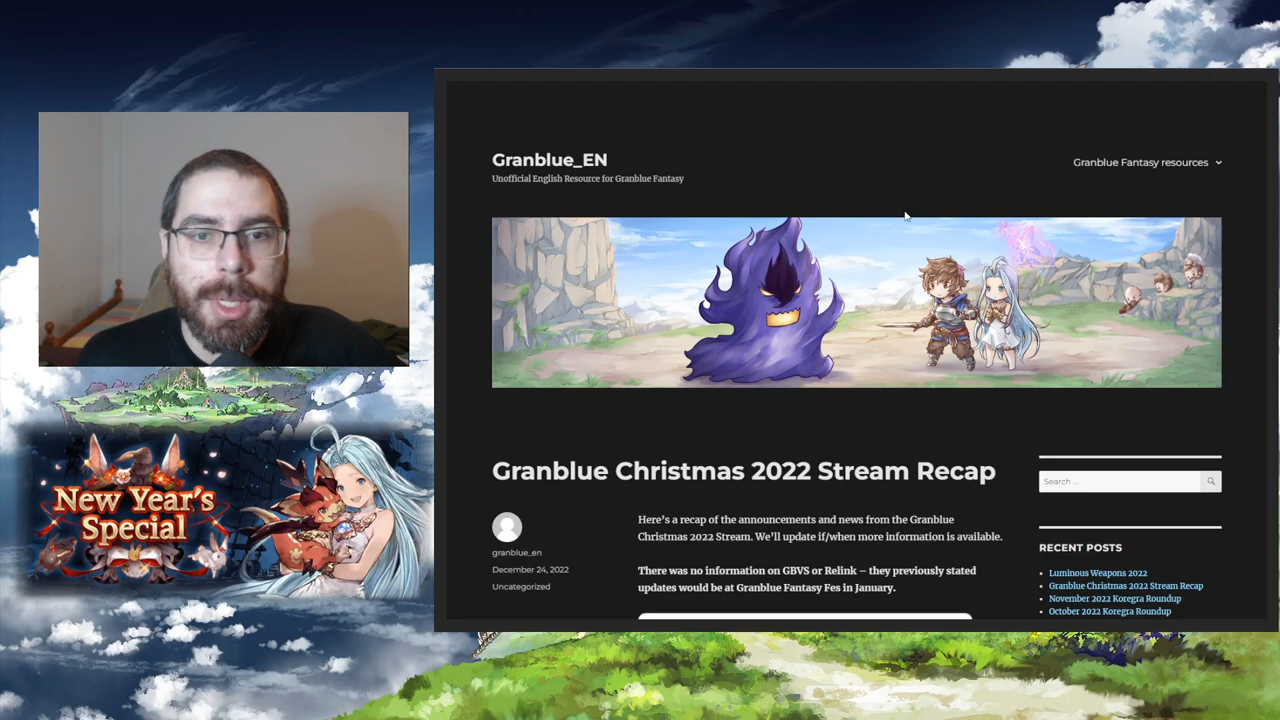 Granblue_EN
Unofficial English Resource for Granblue Fantasy
Granblue Fantasy resources
New Year's
Special
Granblue Christmas 2022 Stream Recap
granblue_en
December 24, 2022
Uncategorized
Here's a recap of the announcements and news from the Granblue
Christmas 2022 Stream. We'll update if/when more information is available.
There was no information on GBVS or Relink – they previously stated
updates would be at Granblue Fantasy Fes in January.
Search ...
RECENT POSTS
Luminous Weapons 2022
Granblue Christmas 2022 Stream Recap
November 2022 Koregra Roundup
October 2022 Koregra Roundup